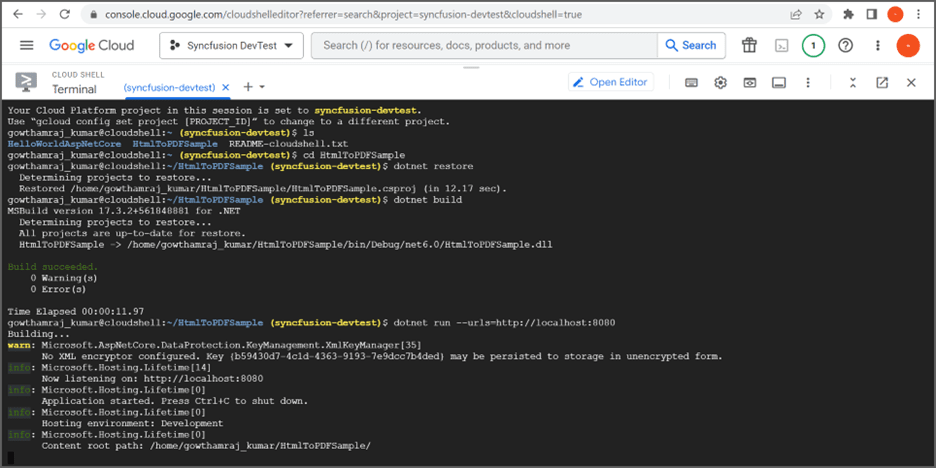 console.cloud.google.com/cloudshelleditor?referrer=search&project=syncfusion-devtest&cloudshell=true
Google Cloud
Syncfusion DevTest
Search (/) for resources, docs, products, and more
Search
1
CLOUD SHELL
Terminal
(syncfusion-devtest) × +
Open Editor
Your Cloud Platform project in this session is set to syncfusion-devtest.
Use “gcloud config set project [PROJECT_ID]” to change to a different project.
gowthamraj_kumar@cloudshell:~ (syncfusion-devtest)$ ls
HelloWorldAspNetCore HtmlToPDFSample README-cloudshell.txt
gowthamraj_kumar@cloudshell:~ (syncfusion-devtest)$ cd HtmlToPDFSample
gowthamraj_kumar@cloudshell:~/HtmlToPDFSample (syncfusion-devtest)$ dotnet restore
Determining projects to restore...
Restored /home/gowthamraj_kumar/HtmlToPDFSample/HtmlToPDFSample.csproj (in 12.17 sec).
gowthamraj_kumar@cloudshell:~/HtmlToPDFSample (syncfusion-devtest)$ dotnet build
MSBuild version 17.3.2+561848881 for .NET
Determining projects to restore...
All projects are up-to-date for restore.
HtmlToPDFSample -> /home/gowthamraj_kumar/HtmlToPDFSample/bin/Debug/net6.0/HtmlToPDFSample.dll
Build succeeded.
0 Warning(s)
0 Error(s)
Time Elapsed 00:00:11.97
gowthamraj_kumar@cloudshell:~/HtmlToPDFSample (syncfusion-devtest)$ dotnet run --urls=http://localhost:8080
Building...
warn: Microsoft.AspNetCore.DataProtection.KeyManagement.XmlKeyManager[35]
No XML encryptor configured. Key {b59430d7-4c1d-4363-9193-7e9dcc7b4ded} may be persisted to storage in unencrypted form.
info: Microsoft.Hosting.Lifetime[14]
Now listening on: http://localhost:8080
info: Microsoft.Hosting.Lifetime[0]
Application started. Press Ctrl+C to shut down.
info: Microsoft.Hosting.Lifetime[0]
Hosting environment: Development
info: Microsoft.Hosting.Lifetime[0]
Content root path: /home/gowthamraj_kumar/HtmlToPDFSample/